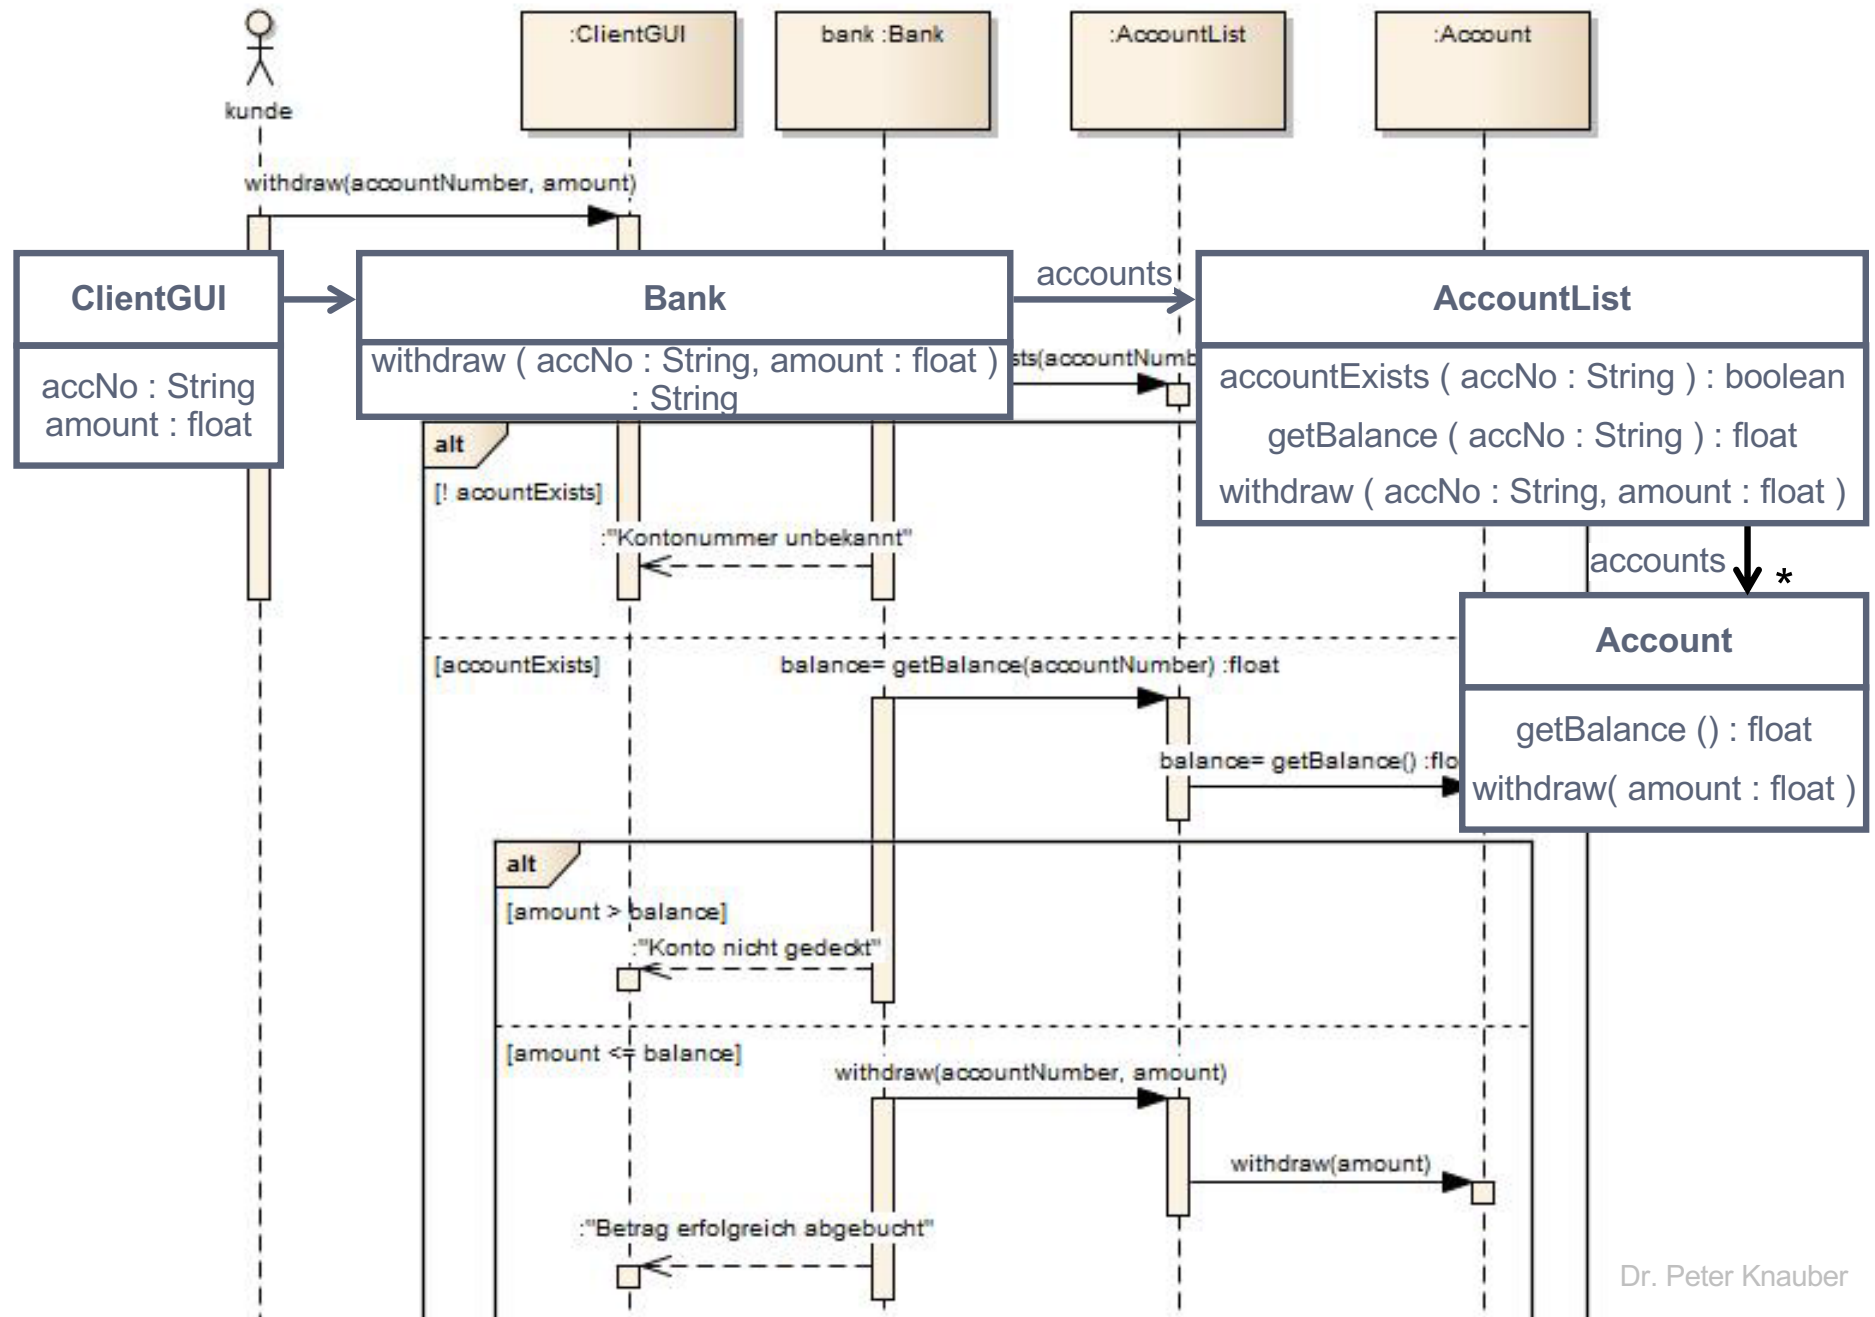 :ClientGUI
bank :Bank
:AccountList
:Account
kunde
withdraw(accountNumber, amount)
ClientGUI
accNo : String
amount : float
Bank
withdraw ( accNo : String, amount : float )
: String
accounts
sts(accountNumb
AccountList
accountExists ( accNo : String ) : boolean
getBalance ( accNo : String ) : float
withdraw ( accNo : String, amount : float )
alt
[! acountExists]
:"Kontonummer unbekannt"
accounts
*
Account
getBalance () : float
withdraw( amount : float )
[accountExists]
balance= getBalance(accountNumber) :float
balance= getBalance() :flo
alt
[amount > balance]
:"Konto nicht gedeckt"
[amount <= balance]
withdraw(accountNumber, amount)
withdraw(amount)
:"Betrag erfolgreich abgebucht"
Dr. Peter Knauber